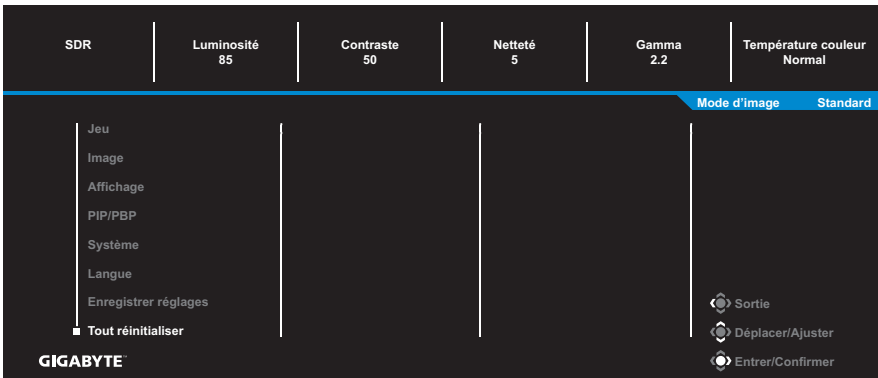 SDR
Luminosité
85
Contraste
50
Netteté
5
Gamma
2.2
Température couleur
Normal
Mode d'image Standard
Jeu
Image
Affichage
PIP/PBP
Système
Langue
Enregistrer réglages
Tout réinitialiser
Sortie
Déplacer/Ajuster
Entrer/Confirmer
GIGABYTE™